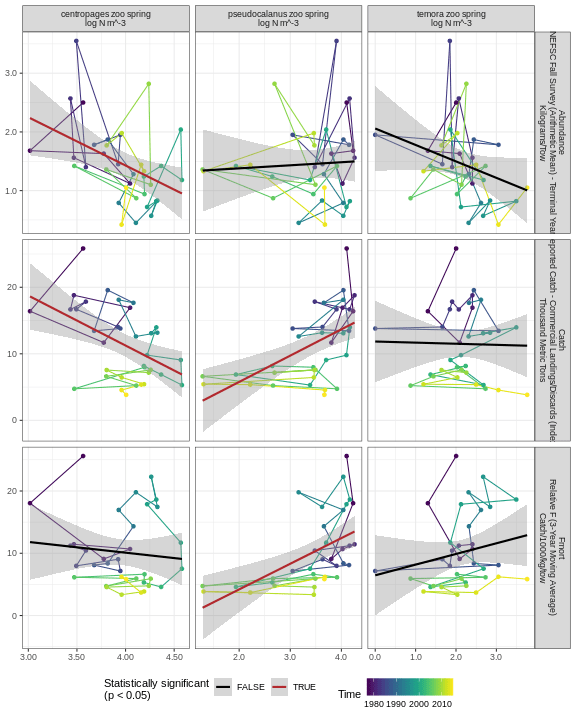 centropages zoo spring
log N m^-3
pseudocalanus zoo spring
log N m^-3
temora zoo spring
log N m^-3
3.0
2.0
1.0
Abundance
NEFSC Fall Survey (Arithmetic Mean) - Terminal Year
Kilograms/tow
20
10
0
Catch
eported Catch - Commercial Landings/Discards (Inde
Thousand Metric Tons
20
10
0
Fmort
Relative F (3-Year Moving Average)
Catch/1000/kg/tow
3.00 3.50 4.00 4.50
2.0 3.0 4.0
0.0 1.0 2.0 3.0
Statistically significant
(p < 0.05)
FALSE TRUE
Time
1980 1990 2000 2010